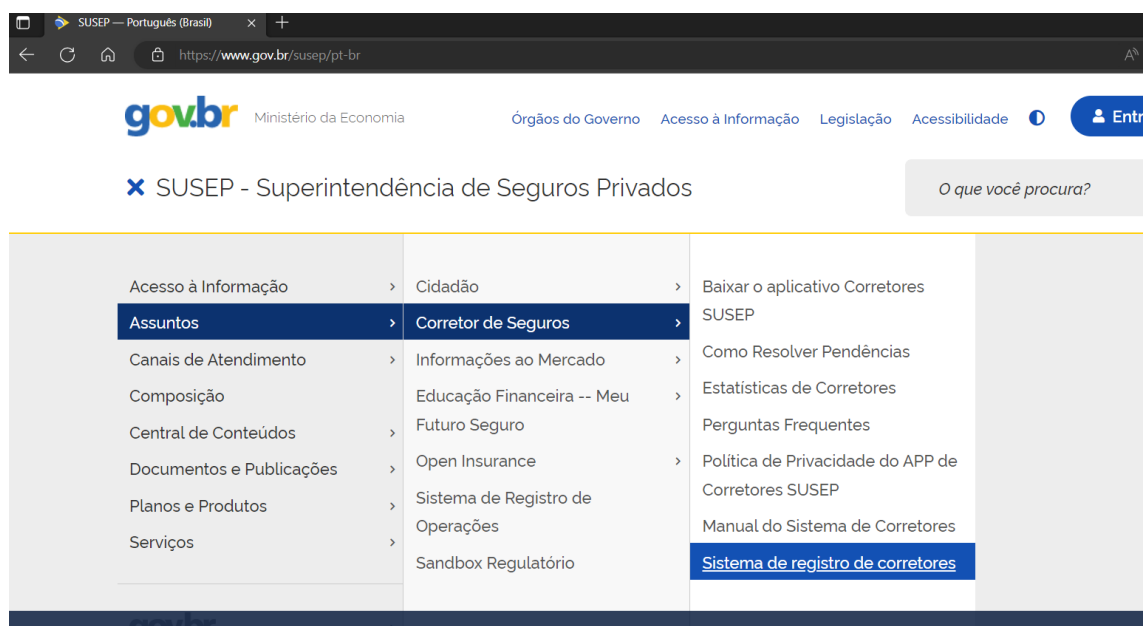 SUSEP — Português (Brasil)
https://www.gov.br/susep/pt-br
gov.br
Ministério da Economia
Órgãos do Governo
Acesso à Informação
Legislação
Acessibilidade
Entr
SUSEP - Superintendência de Seguros Privados
O que você procura?
Acesso à Informação
Assuntos
Canais de Atendimento
Composição
Central de Conteúdos
Documentos e Publicações
Planos e Produtos
Serviços
Cidadão
Corretor de Seguros
Informações ao Mercado
Educação Financeira -- Meu
Futuro Seguro
Open Insurance
Sistema de Registro de
Operações
Sandbox Regulatório
Baixar o aplicativo Corretores
SUSEP
Como Resolver Pendências
Estatísticas de Corretores
Perguntas Frequentes
Política de Privacidade do APP de
Corretores SUSEP
Manual do Sistema de Corretores
Sistema de registro de corretores